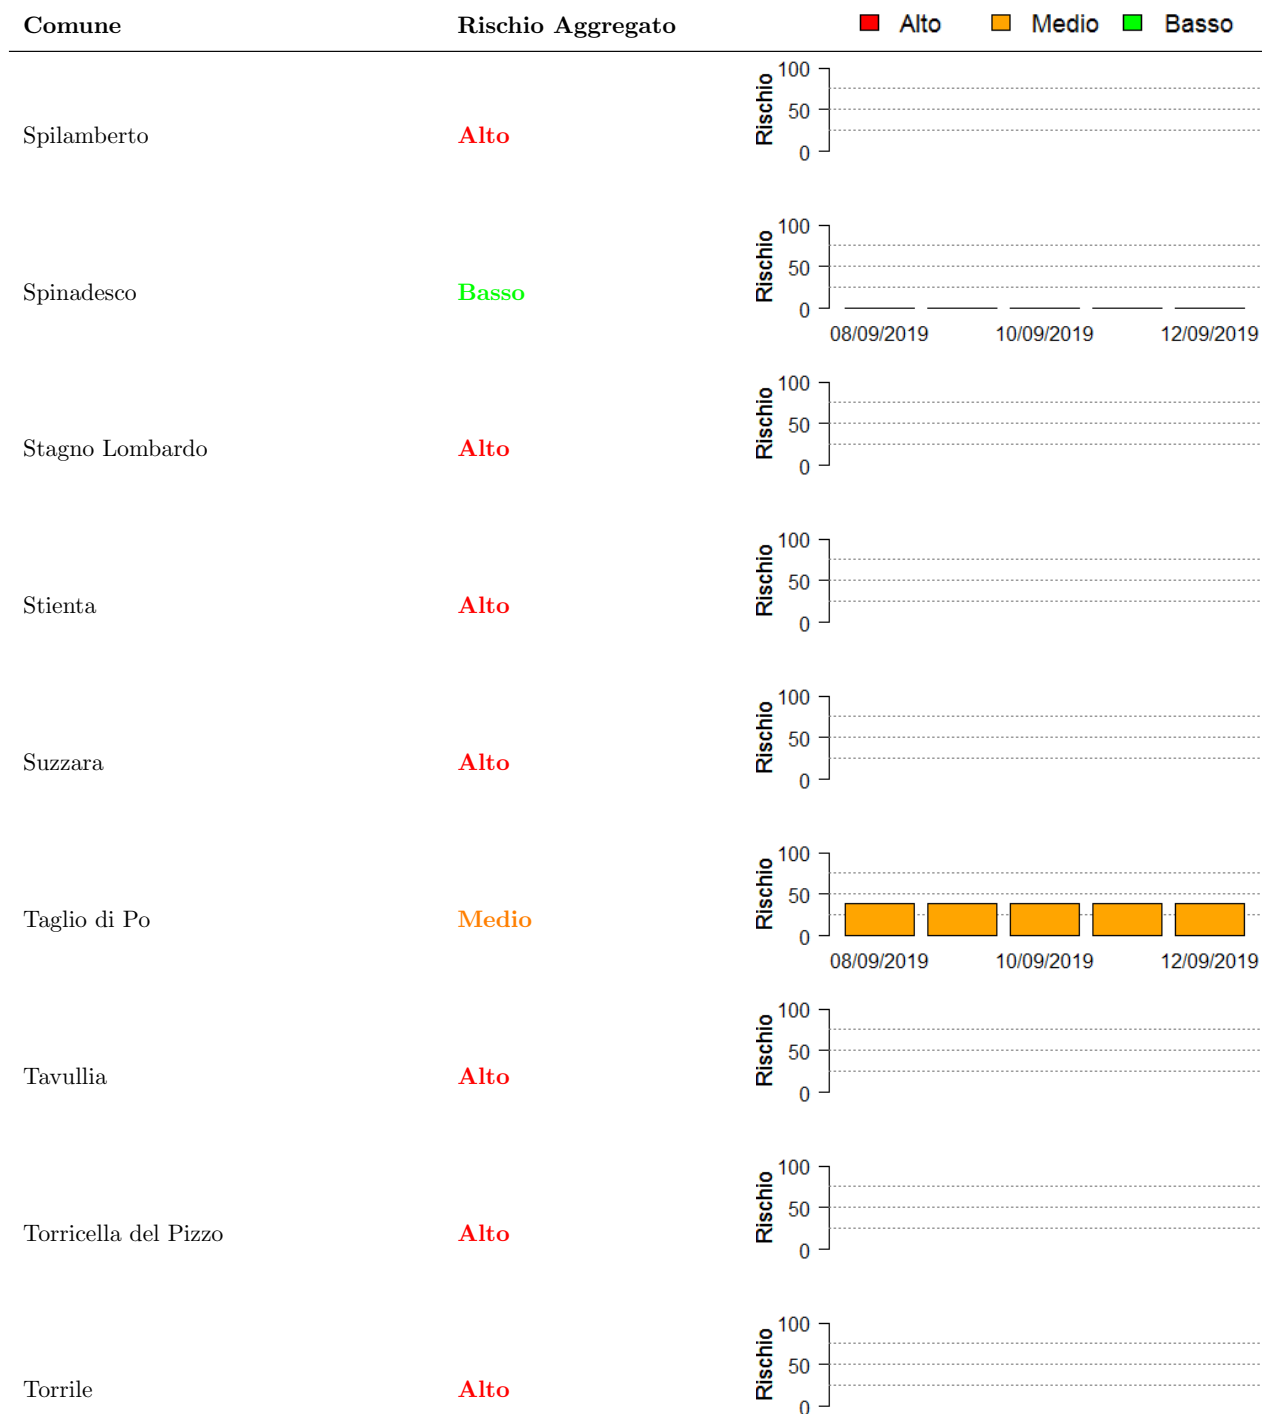 Comune Rischio Aggregato Alto Medio Basso
100
50
0
Rischio
Spilamberto Alto
100
50
0
Rischio
Spinadesco Basso
08/09/2019 10/09/2019 12/09/2019
100
50
0
Rischio
Stagno Lombardo Alto
100
50
0
Rischio
Stienta Alto
100
50
0
Rischio
Suzzara Alto
100
50
0
Rischio
Taglio di Po Medio
08/09/2019 10/09/2019 12/09/2019
100
50
0
Rischio
Tavullia Alto
100
50
0
Rischio
Torricella del Pizzo Alto
100
50
0
Rischio
Torrile Alto